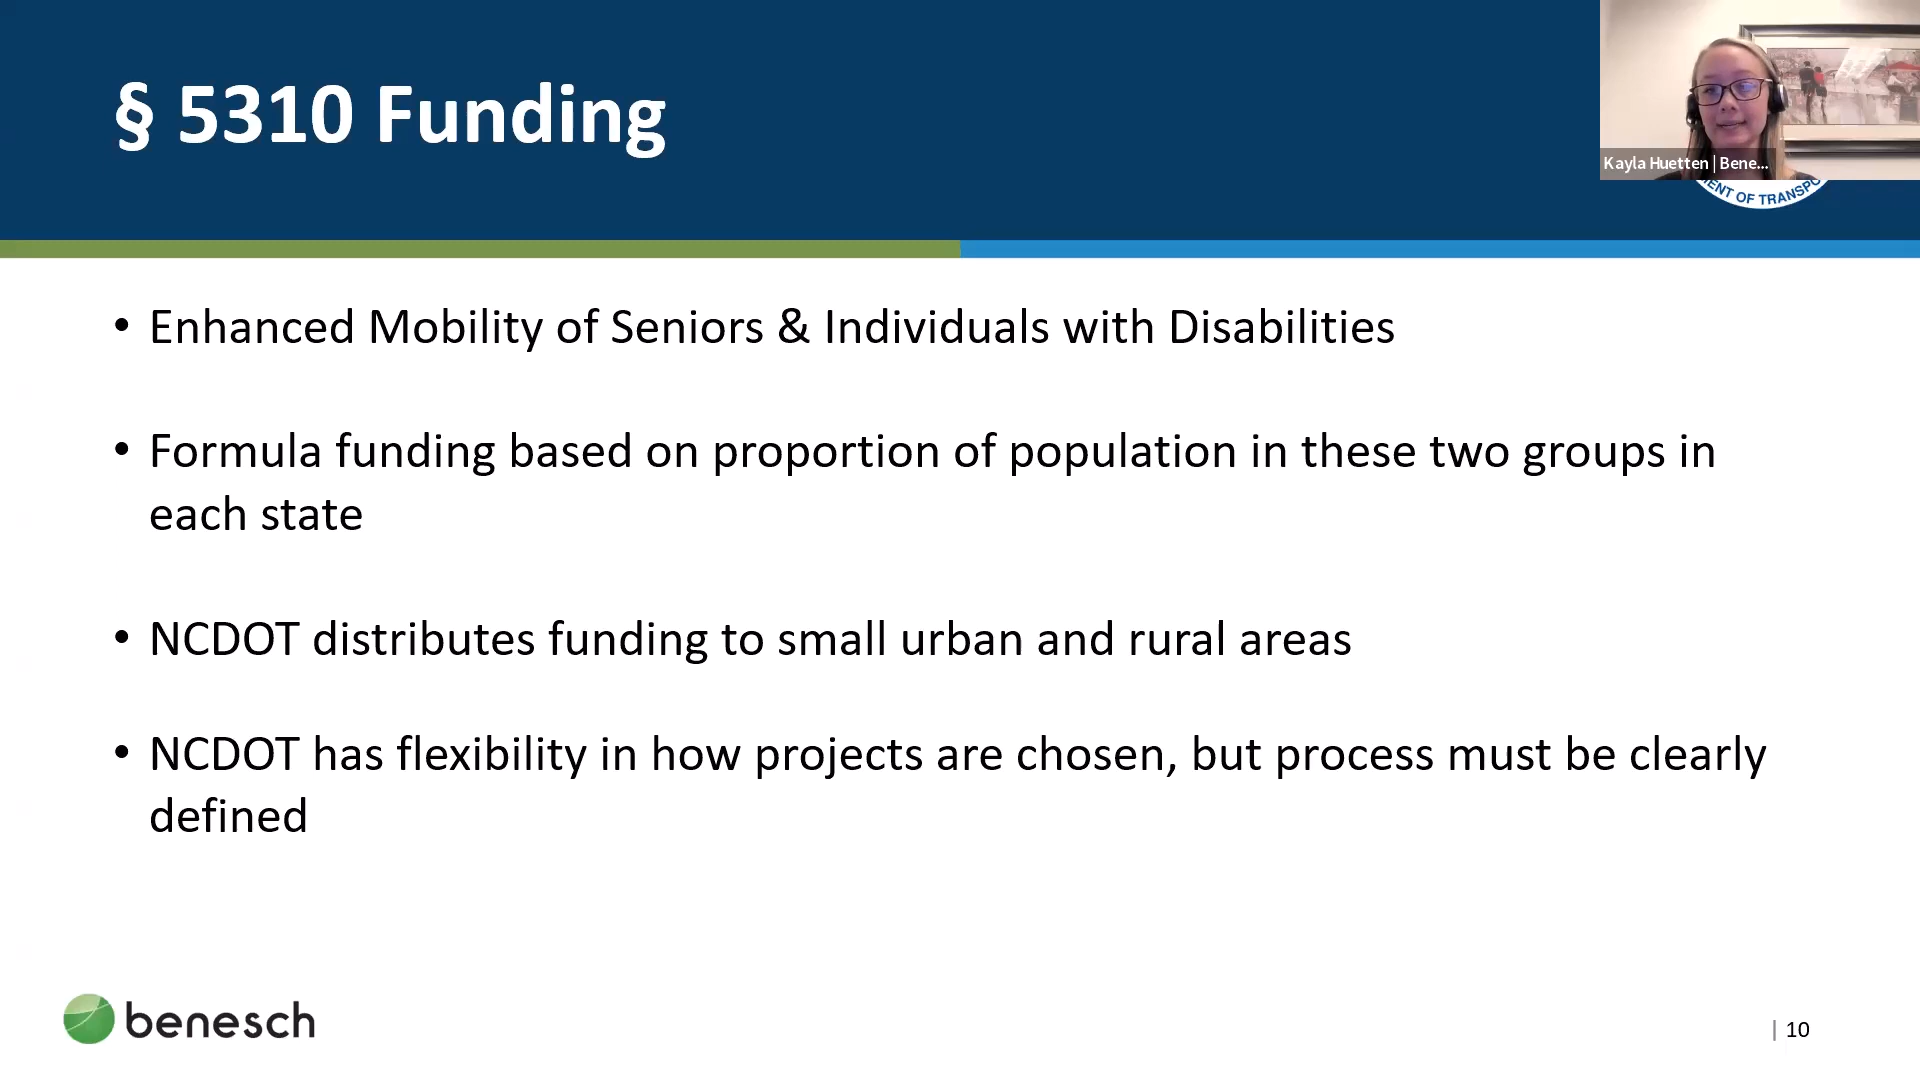 § 5310 Funding
Kayla Huetten | Bene...
MENT OF TRANSPO
• Enhanced Mobility of Seniors & Individuals with Disabilities
• Formula funding based on proportion of population in these two groups in
each state
• NCDOT distributes funding to small urban and rural areas
• NCDOT has flexibility in how projects are chosen, but process must be clearly
defined
benesch
| 10